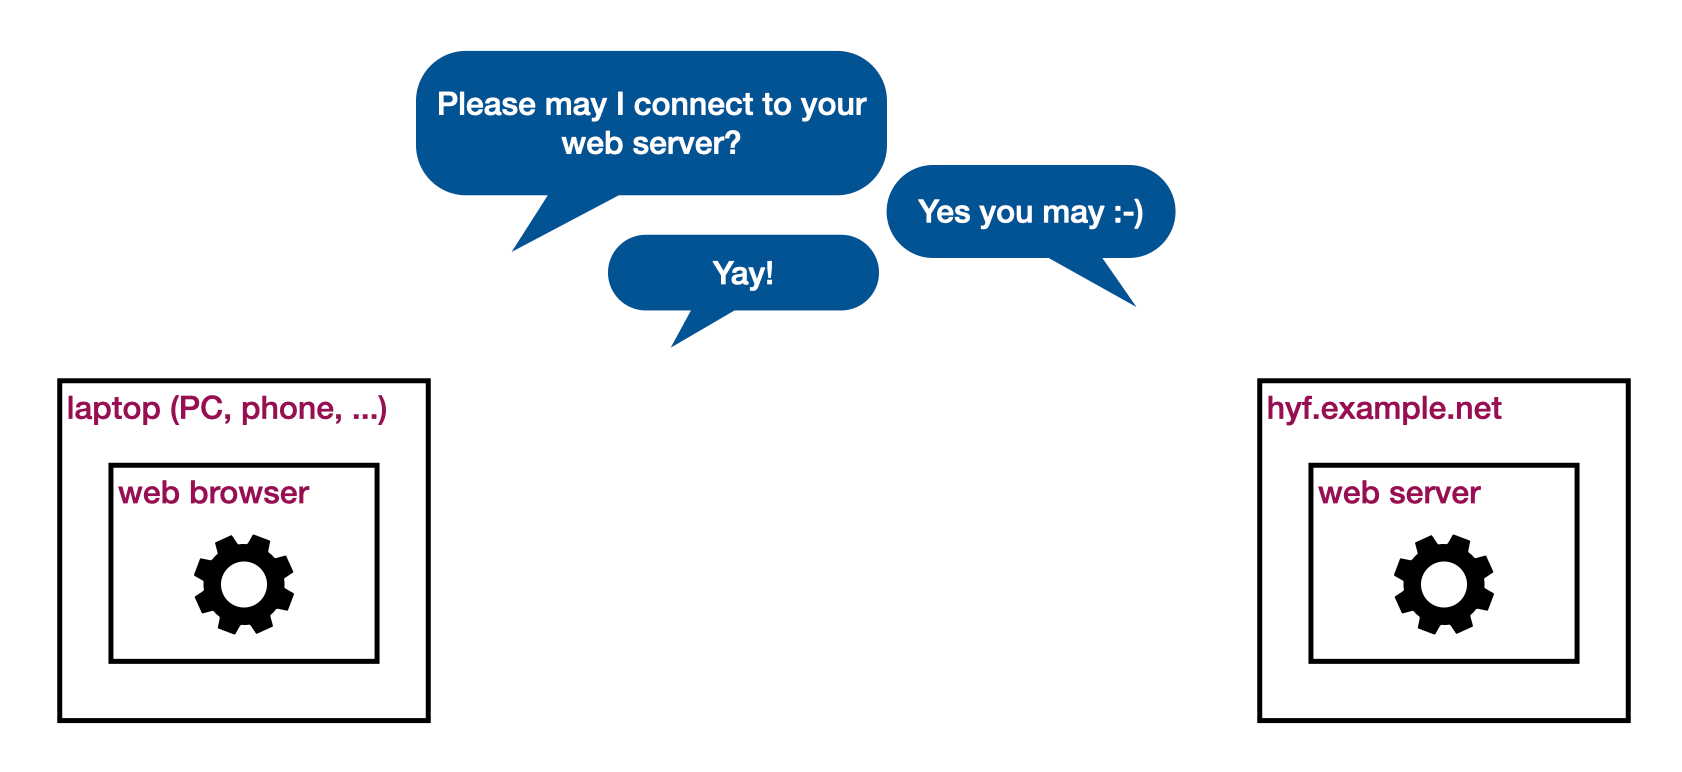 Please may I connect to your
web server?
Yes you may :-)
Yay!
laptop (PC, phone, ...)
web browser
hyf.example.net
web server